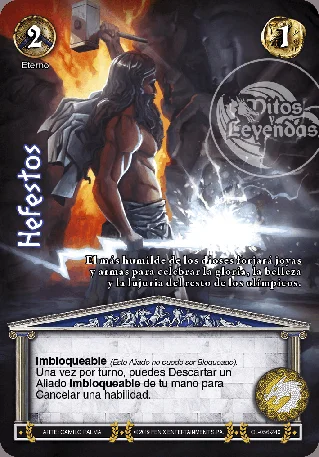 2
1
Eterno
Mitos y
Leyendas
Hefestos
El más humilde de los dioses forjará joyas
y armas para celebrar la gloria, la belleza
y la lujuria del resto de los olímpicos.
Imbloqueable (Este Aliado no puede ser Bloqueado).
Una vez por turno, puedes Descartar un
Aliado Imbloqueable de tu mano para
Cancelar una habilidad.